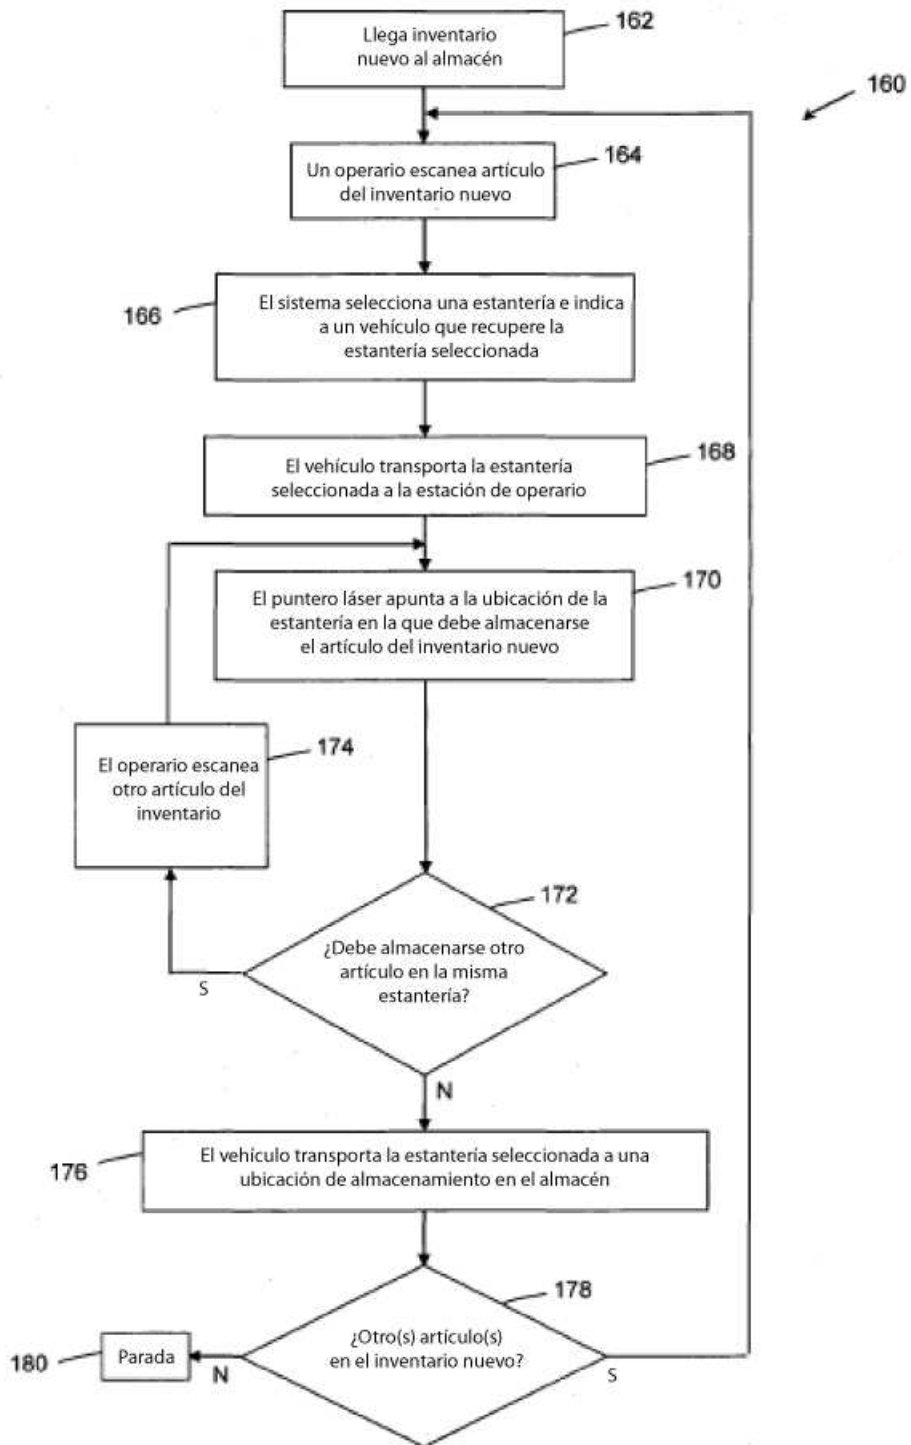 Llega inventario
nuevo al almacén
162
160
Un operario escanea artículo
del inventario nuevo
164
166
El sistema selecciona una estantería e indica
a un vehículo que recupere la
estantería seleccionada
El vehículo transporta la estantería
seleccionada a la estación de operario
168
El puntero láser apunta a la ubicación de la
estantería en la que debe almacenarse
el artículo del inventario nuevo
170
El operario escanea
otro artículo del
inventario
174
172
¿Debe almacenarse otro
artículo en la misma
estantería?
S
N
176
El vehículo transporta la estantería seleccionada a una
ubicación de almacenamiento en el almacén
178
¿Otro(s) artículo(s)
en el inventario nuevo?
180
Parada
N
S